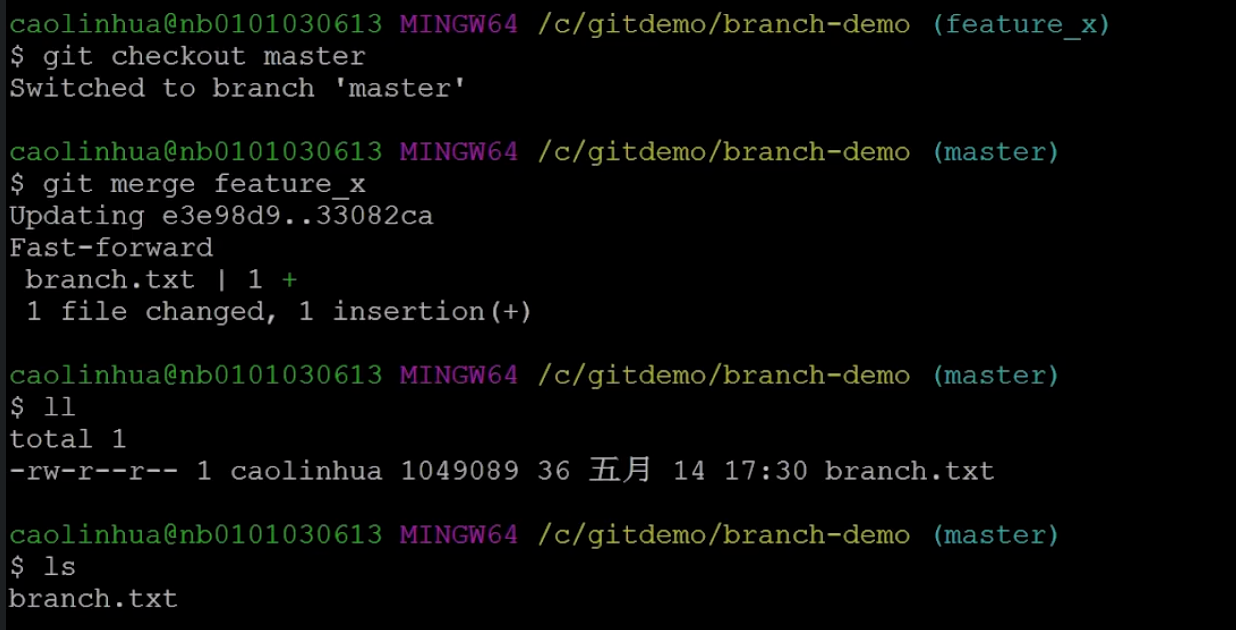 caolinhua@nb0101030613 MINGW64 /c/gitdemo/branch-demo (feature_x)
$ git checkout master
Switched to branch 'master'
caolinhua@nb0101030613 MINGW64 /c/gitdemo/branch-demo (master)
$ git merge feature_x
Updating e3e98d9..33082ca
Fast-forward
 branch.txt | 1 +
 1 file changed, 1 insertion(+)
caolinhua@nb0101030613 MINGW64 /c/gitdemo/branch-demo (master)
$ ll
total 1
-rw-r--r-- 1 caolinhua 1049089 36 五月 14 17:30 branch.txt
caolinhua@nb0101030613 MINGW64 /c/gitdemo/branch-demo (master)
$ ls
branch.txt